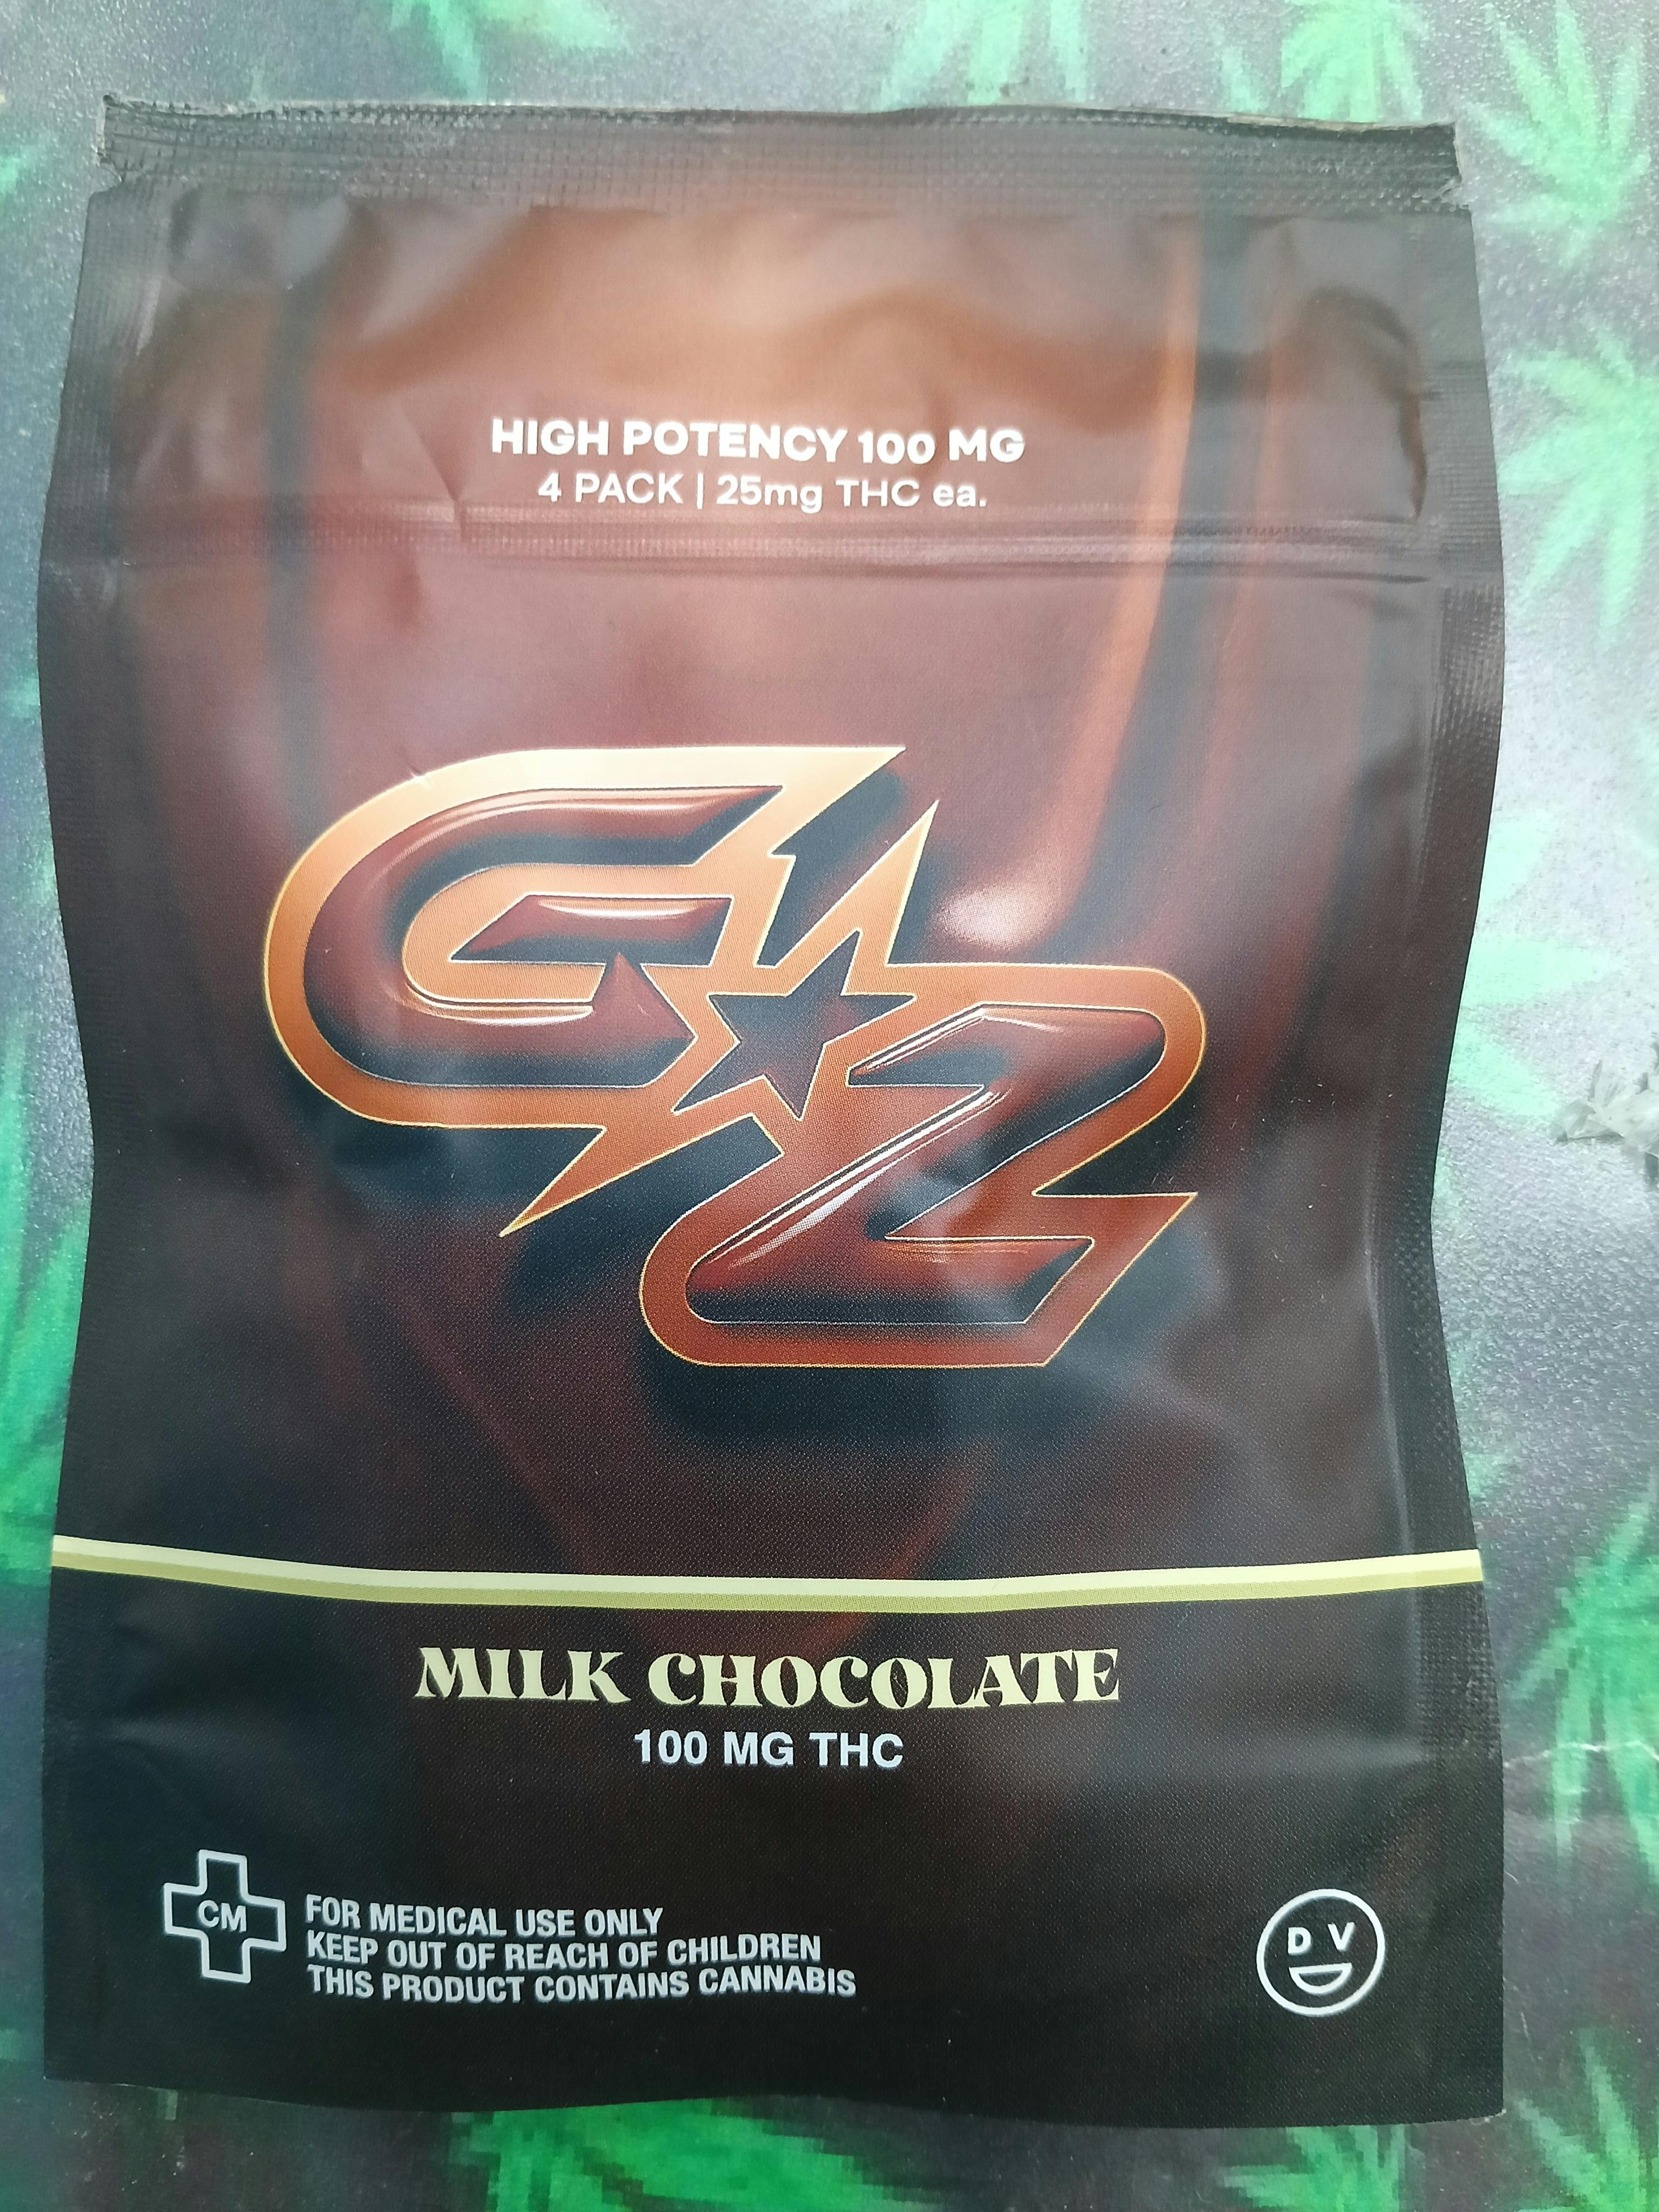 HIGH POTENCY 100 MG
4 PACK | 25mg THC ea.
MILK CHOCOLATE
100 MG THC
CM
FOR MEDICAL USE ONLY
KEEP OUT OF REACH OF CHILDREN
THIS PRODUCT CONTAINS CANNABIS
D V